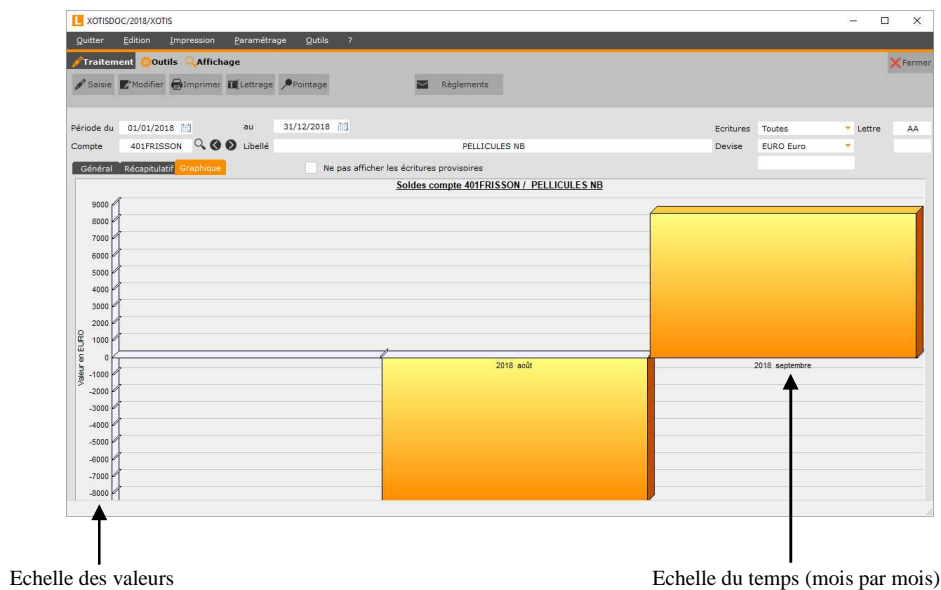 XOTISDOC/2018/XOTIS
Quitter Edition Impression Paramétrage Outils ?
Traitement Outils Affichage Fermer
Saisie Modifier Imprimer Lettrage Pointage Règlements
Période du 01/01/2018 au 31/12/2018 Ecritures Toutes Lettre AA
Compte 401FRISSON Libellé PELLICULES NB Devise EURO Euro
Général Récapitulatif Graphique Ne pas afficher les écritures provisoires
Soldes compte 401FRISSON / PELLICULES NB
9000
8000
7000
6000
5000
4000
3000
2000
1000
0
-1000
-2000
-3000
-4000
-5000
-6000
-7000
-8000
Valeur en EURO
2018 août 2018 septembre
Echelle des valeurs Echelle du temps (mois par mois)